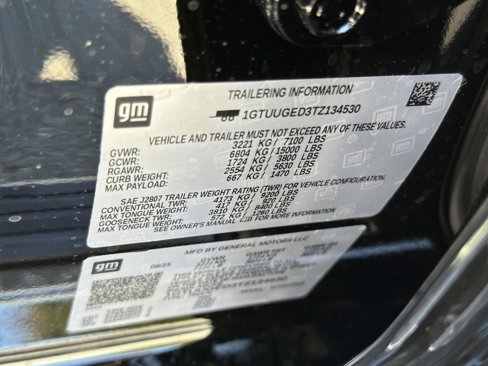 gm
TRAILERING INFORMATION
1GTUUGED3TZ134530
VEHICLE AND TRAILER MUST NOT EXCEED ANY OF THESE VALUES.
GVWR: 3221 KG / 7100 LBS
GCWR: 6804 KG / 15000 LBS
RGAWR: 1724 KG / 3800 LBS
CURB WEIGHT: 2554 KG / 5630 LBS
MAX PAYLOAD: 667 KG / 1470 LBS
SAE J2807 TRAILER WEIGHT RATING (TWR) FOR VEHICLE CONFIGURATION.
CONVENTIONAL TWR: 4173 KG / 9200 LBS
MAX TONGUE WEIGHT: 417 KG / 920 LBS
GOOSENECK TWR: 3810 KG / 8400 LBS
MAX TONGUE WEIGHT: 572 KG / 1260 LBS
SEE OWNER'S MANUAL FOR MORE INFORMATION
gm
MFD BY GENERAL MOTORS LLC